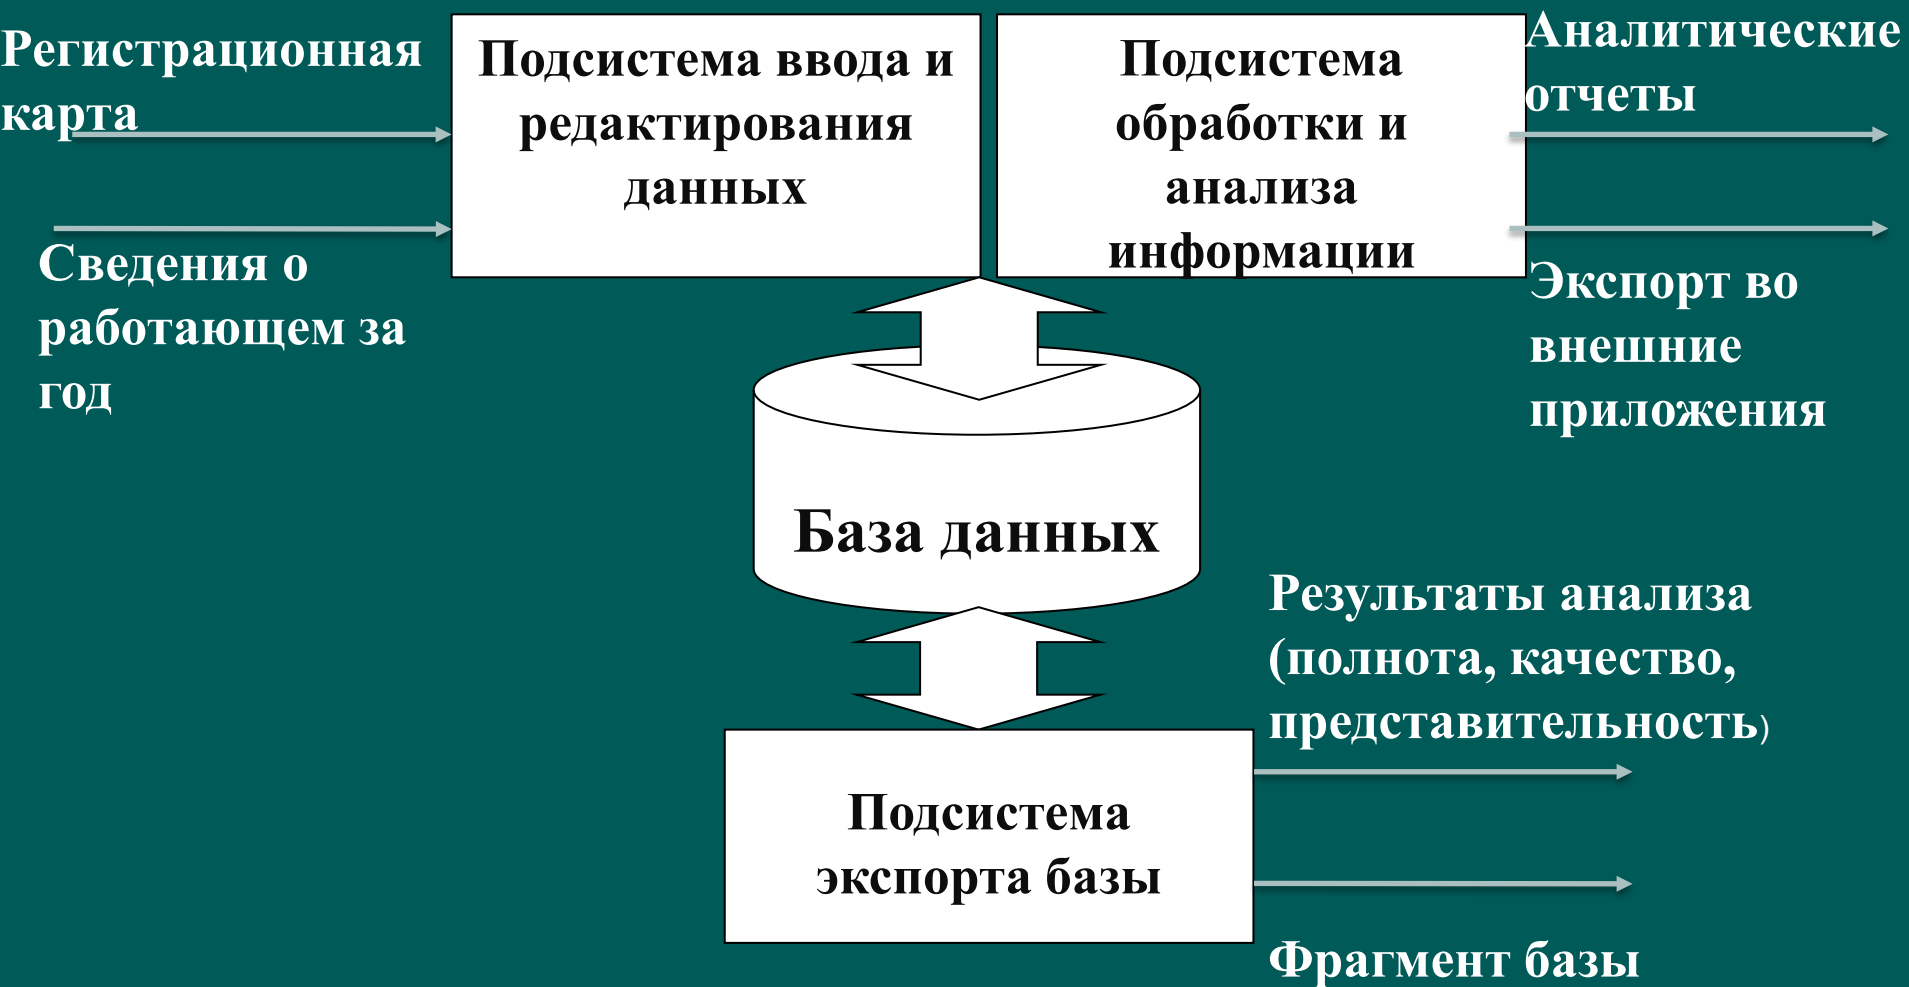 Регистрационная
карта
Подсистема ввода и
редактирования
данных
Подсистема
обработки и
анализа
информации
Аналитические
отчеты
Сведения о
работающем за
год
Экспорт во
внешние
приложения
База данных
Результаты анализа
(полнота, качество,
представительность)
Подсистема
экспорта базы
Фрагмент базы